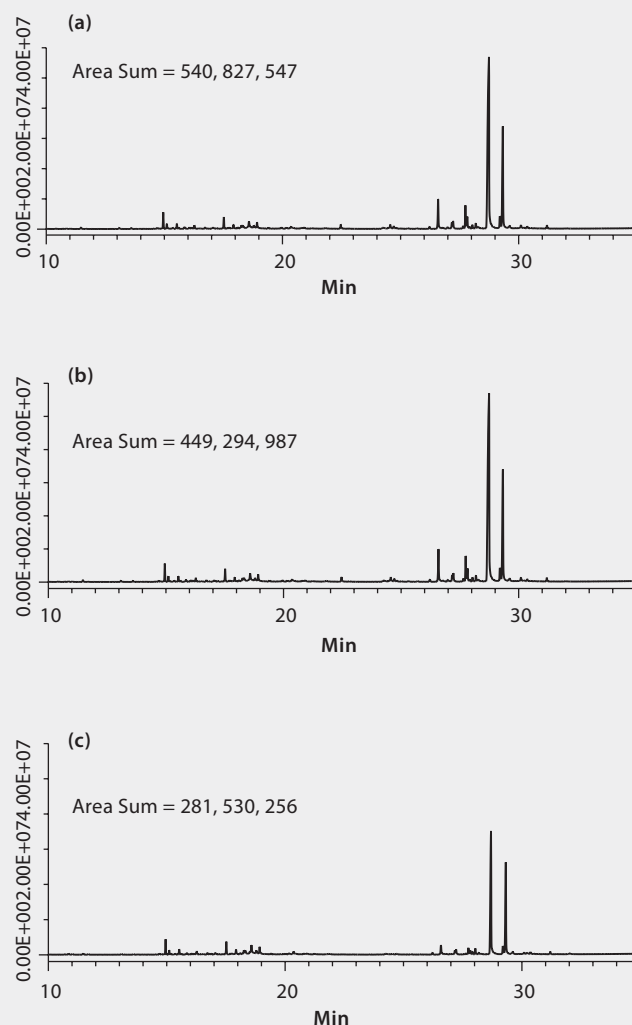 (a)
Area Sum = 540, 827, 547
0.00E+002.00E+074.00E+07
10
20
30
Min
(b)
Area Sum = 449, 294, 987
0.00E+002.00E+074.00E+07
10
20
30
Min
(c)
Area Sum = 281, 530, 256
0.00E+002.00E+074.00E+07
10
20
30
Min